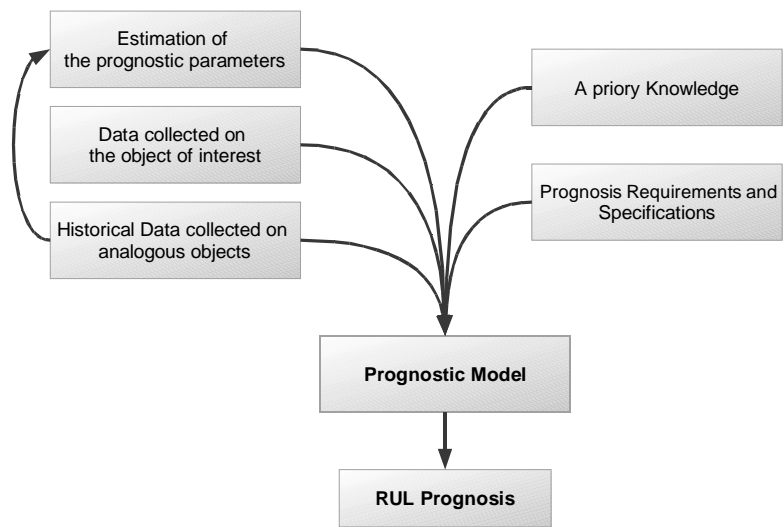 Estimation of
the prognostic parameters
Data collected on
the object of interest
Historical Data collected on
analogous objects
A priory Knowledge
Prognosis Requirements and
Specifications
Prognostic Model
RUL Prognosis